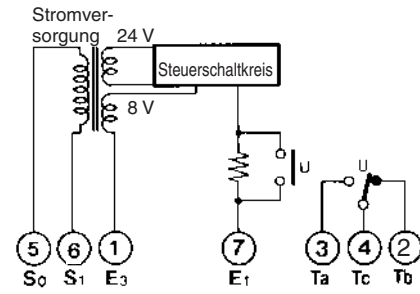 Stromver-
sorgung
24 V
Steuerschaltkreis
8 V
U
U
5 6 1 7 3 4 2
S0 S1 E3 E1 Ta Tc Tb